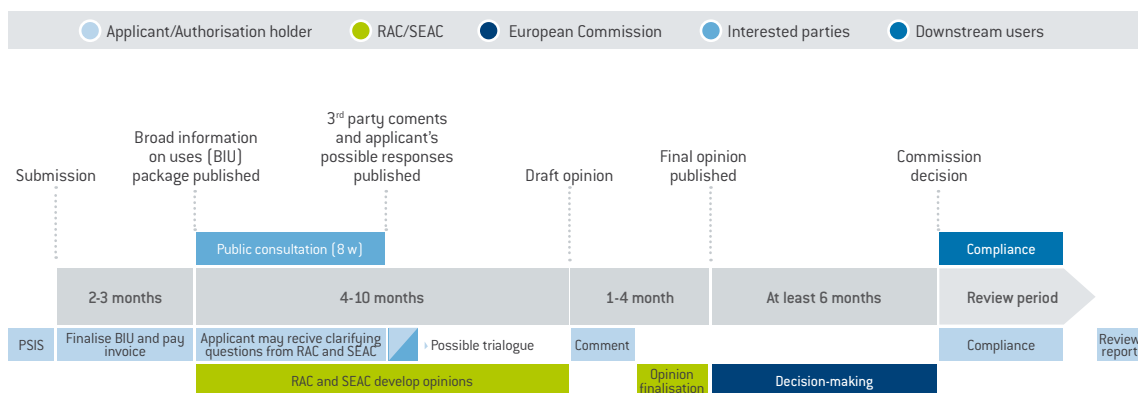 Applicant/Authorisation holder
RAC/SEAC
European Commission
Interested parties
Downstream users
Submission
Broad information
on uses (BIU)
package published
3rd party coments
and applicant's
possible responses
published
Draft opinion
Final opinion
published
Commission
decision
Public consultation (8 w)
Compliance
2-3 months
4-10 months
1-4 month
At least 6 months
Review period
PSIS
Finalise BIU and pay
invoice
Applicant may recive clarifying
questions from RAC and SEAC
› Possible trialogue
Comment
Compliance
Review
report
RAC and SEAC develop opinions
Opinion
finalisation
Decision-making